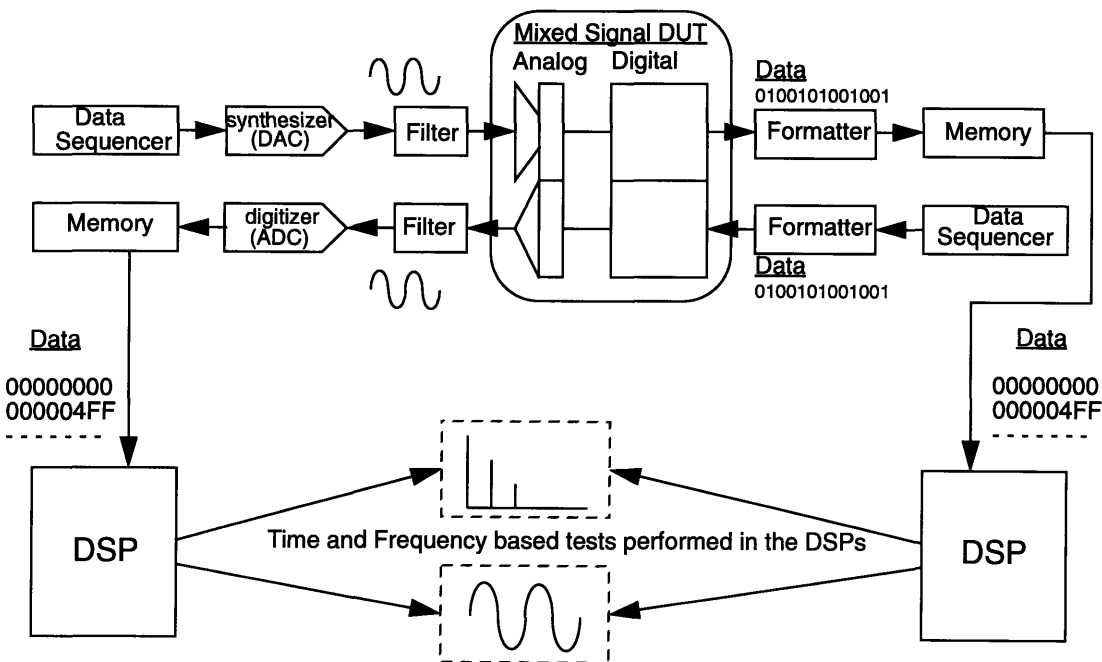 Mixed Signal DUT
Analog Digital
Data
0100101001001
Data
Sequencer
synthesizer
(DAC)
Filter
Formatter
Memory
Memory
digitizer
(ADC)
Filter
Formatter
Data
Sequencer
Data
0100101001001
Data
00000000
000004FF
Data
00000000
000004FF
DSP
Time and Frequency based tests performed in the DSPs
DSP